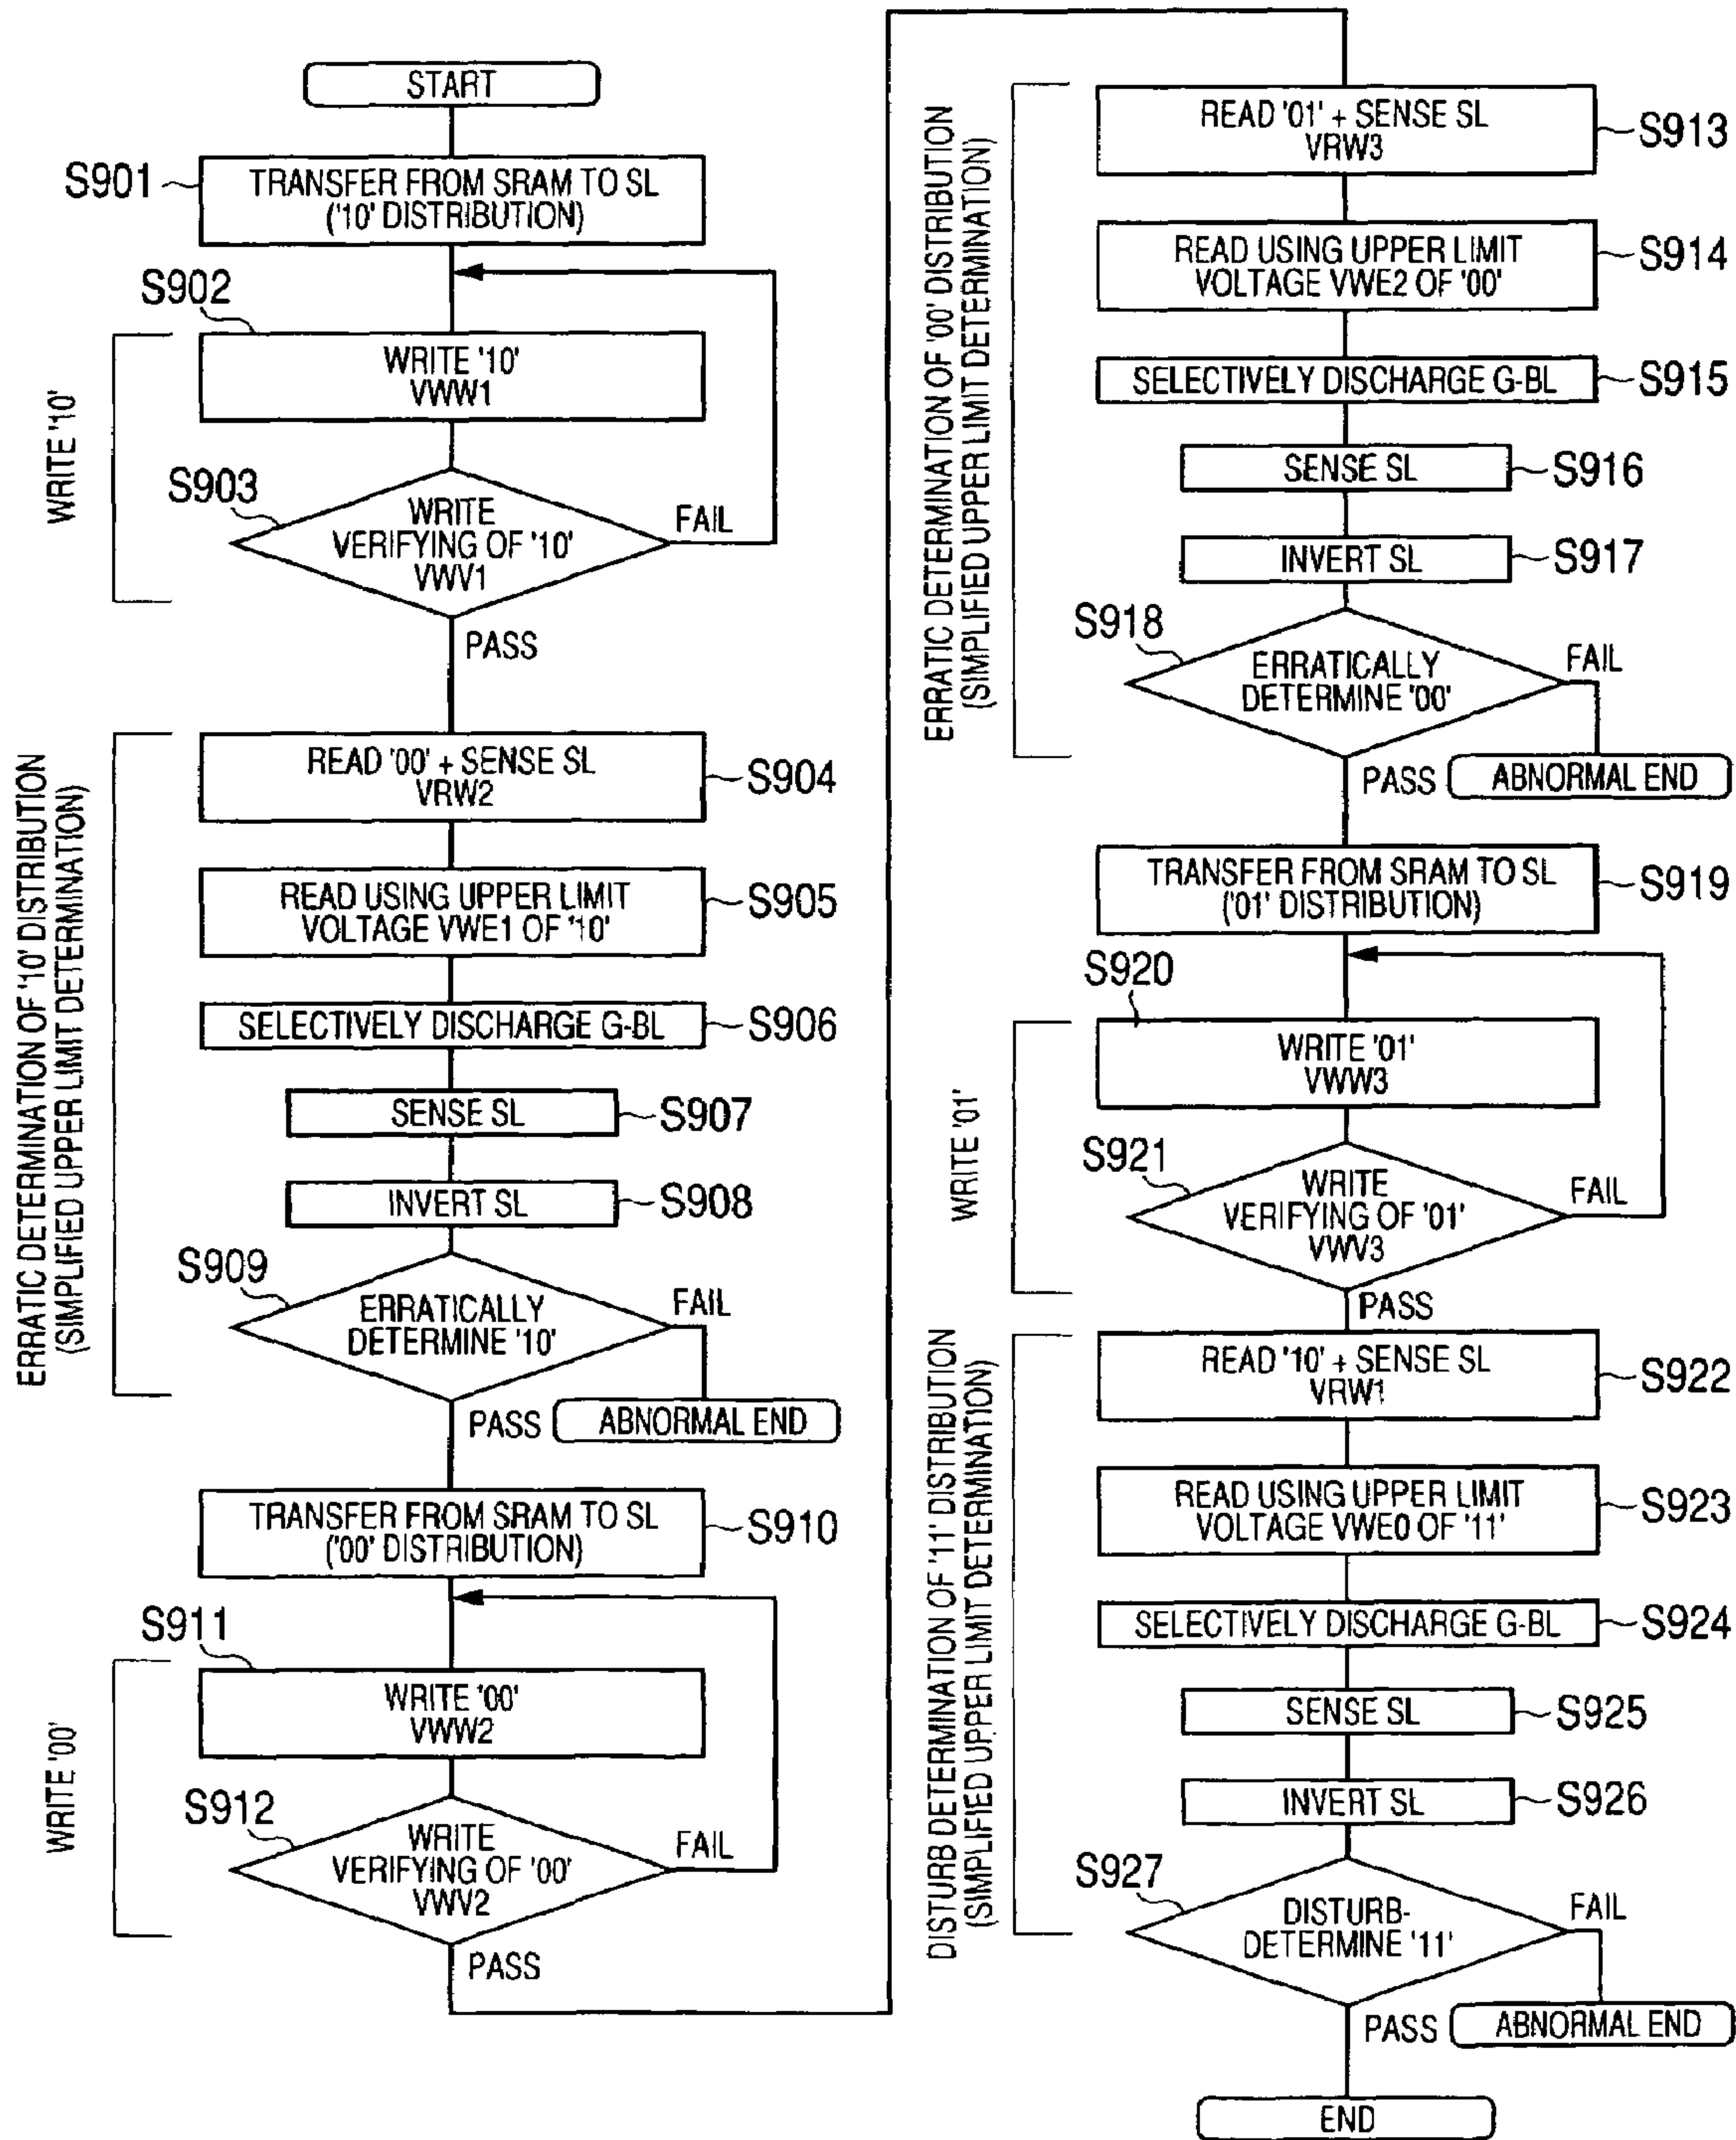 START
S901
TRANSFER FROM SRAM TO SL
('10' DISTRIBUTION)
S902
WRITE '10'
VWW1
WRITE '10'
S903
WRITE
VERIFYING OF '10'
VWV1
FAIL
PASS
ERRATIC DETERMINATION OF '10' DISTRIBUTION
(SIMPLIFIED UPPER LIMIT DETERMINATION)
READ '00' + SENSE SL
VRW2
S904
READ USING UPPER LIMIT
VOLTAGE VWE1 OF '10'
S905
SELECTIVELY DISCHARGE G-BL
S906
SENSE SL
S907
INVERT SL
S908
S909
ERRATICALLY
DETERMINE '10'
FAIL
PASS
ABNORMAL END
TRANSFER FROM SRAM TO SL
('00' DISTRIBUTION)
S910
S911
WRITE '00'
VWW2
WRITE '00'
S912
WRITE
VERIFYING OF '00'
VWV2
FAIL
PASS
ERRATIC DETERMINATION OF '00' DISTRIBUTION
(SIMPLIFIED UPPER LIMIT DETERMINATION)
READ '01' + SENSE SL
VRW3
S913
READ USING UPPER LIMIT
VOLTAGE VWE2 OF '00'
S914
SELECTIVELY DISCHARGE G-BL
S915
SENSE SL
S916
INVERT SL
S917
S918
ERRATICALLY
DETERMINE '00'
FAIL
PASS
ABNORMAL END
TRANSFER FROM SRAM TO SL
('01' DISTRIBUTION)
S919
S920
WRITE '01'
VWW3
WRITE '01'
S921
WRITE
VERIFYING OF '01'
VWV3
FAIL
PASS
DISTURB DETERMINATION OF '11' DISTRIBUTION
(SIMPLIFIED UPPER LIMIT DETERMINATION)
READ '10' + SENSE SL
VRW1
S922
READ USING UPPER LIMIT
VOLTAGE VWE0 OF '11'
S923
SELECTIVELY DISCHARGE G-BL
S924
SENSE SL
S925
INVERT SL
S926
S927
DISTURB-
DETERMINE '11'
FAIL
PASS
ABNORMAL END
END